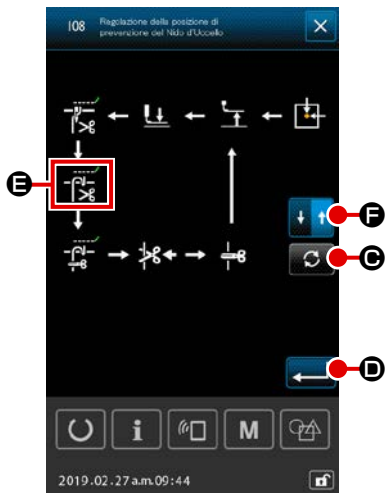 I08 Regolazione della posizione di
prevenzione del Nido d'Uccello
E
F
C
D
i
M
2019.02.27 a.m.09:44